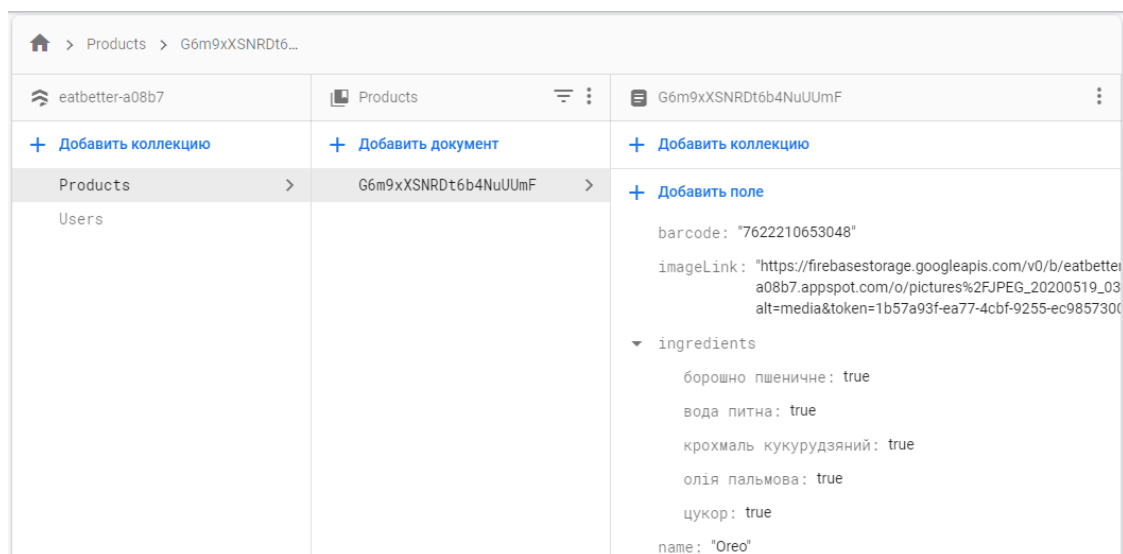 Products > G6m9xXSNRDt6…
eatbetter-a08b7
Products
G6m9xXSNRDt6b4NuUUmF
+ Добавить коллекцию
+ Добавить документ
+ Добавить коллекцию
Products
G6m9xXSNRDt6b4NuUUmF
+ Добавить поле
Users
barcode: "7622210653048"
imageLink: "https://firebasestorage.googleapis.com/v0/b/eatbetter
a08b7.appspot.com/o/pictures%2FJPEG_20200519_03
alt=media&token=1b57a93f-ea77-4cbf-9255-ec9857300
ingredients
борошно пшеничне: true
вода питна: true
крохмаль кукурудзяний: true
олія пальмова: true
цукор: true
name: "Oreo"